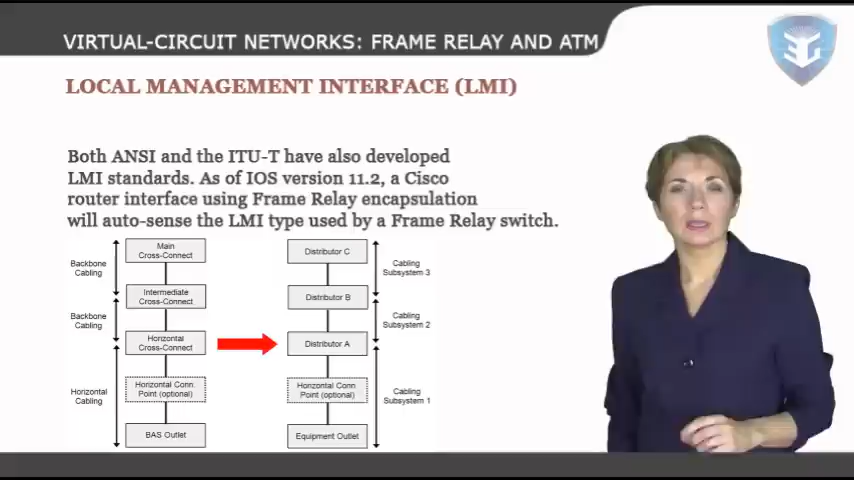 VIRTUAL-CIRCUIT NETWORKS: FRAME RELAY AND ATM
LOCAL MANAGEMENT INTERFACE (LMI)
Both ANSI and the ITU-T have also developed
LMI standards. As of IOS version 11.2, a Cisco
router interface using Frame Relay encapsulation
will auto-sense the LMI type used by a Frame Relay switch.
Backbone
Cabling
Backbone
Cabling
Horizontal
Cabling
Main
Cross-Connect
Intermediate
Cross-Connect
Horizontal
Cross-Connect
Horizontal Conn.
Point (optional)
BAS Outlet
Distributor C
Distributor B
Distributor A
Horizontal Conn
Point (optional)
Equipment Outlet
Cabling
Subsystem 3
Cabling
Subsystem 2
Cabling
Subsystem 1